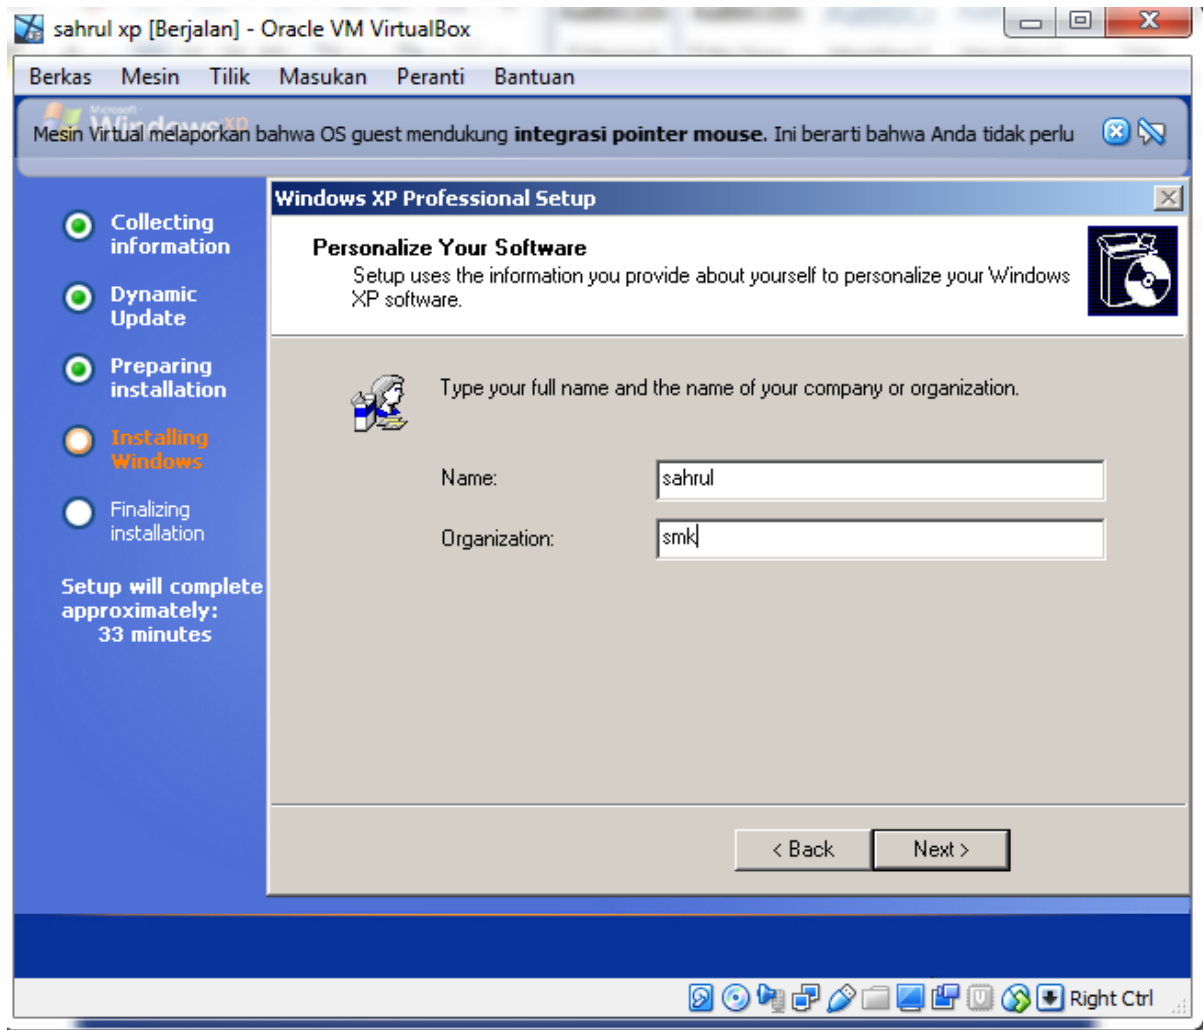 sahrul xp [Berjalan] - Oracle VM VirtualBox
Berkas Mesin Tilik Masukan Peranti Bantuan
Microsoft
Windows xp
Mesin Virtual melaporkan bahwa OS guest mendukung integrasi pointer mouse. Ini berarti bahwa Anda tidak perlu
Collecting
information
Dynamic
Update
Preparing
installation
Installing
Windows
Finalizing
installation
Setup will complete
approximately:
33 minutes
Windows XP Professional Setup
Personalize Your Software
Setup uses the information you provide about yourself to personalize your Windows
XP software.
Type your full name and the name of your company or organization.
Name: sahrul
Organization: smk
< Back Next >
Right Ctrl